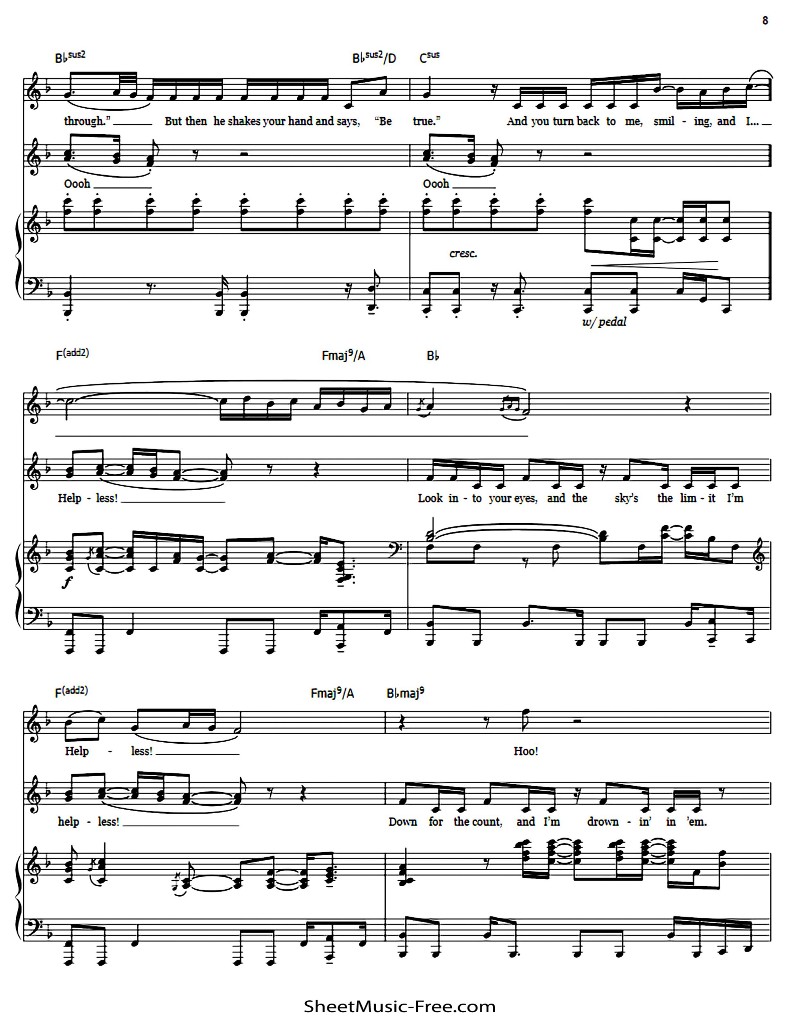 8
B♭sus2 B♭sus2/D Csus
through.” But then he shakes your hand and says, “Be true.” And you turn back to me, smil - ing, and I...
Oooh Oooh
cresc.
w/ pedal
F(add2) Fmaj9/A B♭
Help - less! Look in - to your eyes, and the sky's the lim - it I'm
f
F(add2) Fmaj9/A B♭maj9
Help - less! Hoo!
help - less! Down for the count, and I'm drown - in' in 'em.
SheetMusic-Free.com